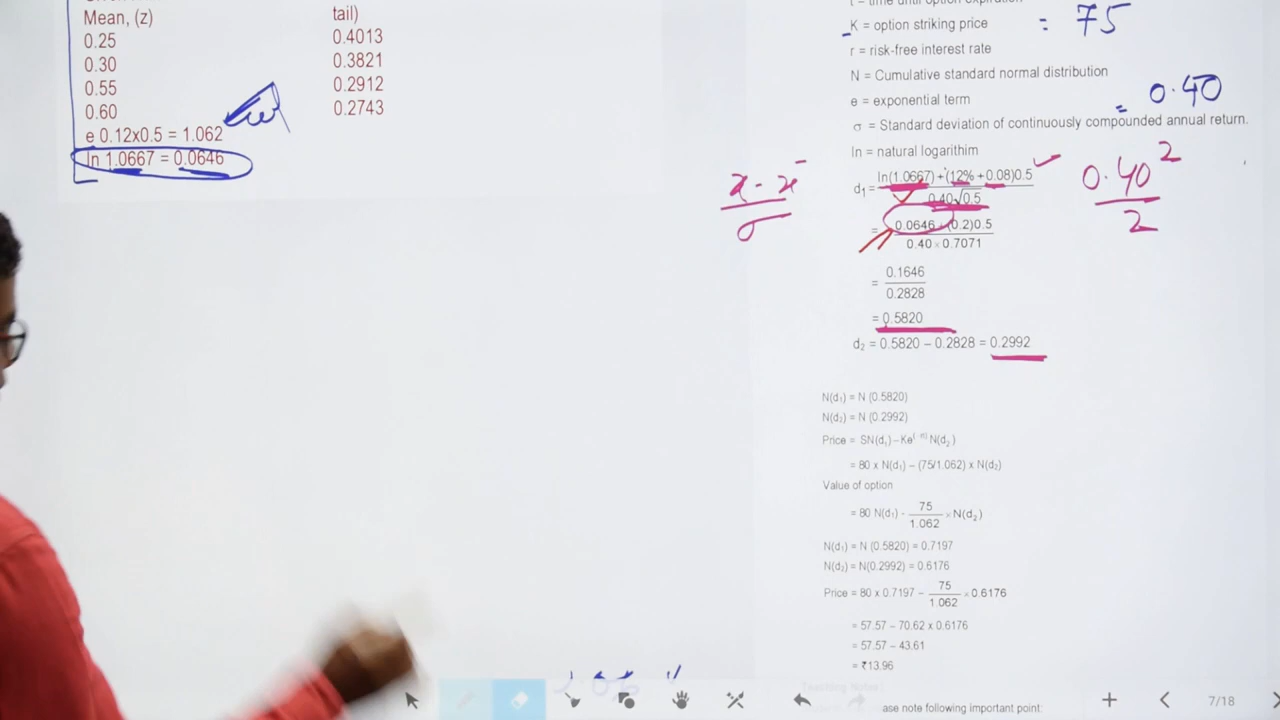 Mean, (z) tail)
0.25 0.4013
0.30 0.3821
0.55 0.2912
0.60 0.2743
e 0.12x0.5 = 1.062
ln 1.0667 = 0.0646
K = option striking price = 75
r = risk-free interest rate
N = Cumulative standard normal distribution
e = exponential term = 0.40
σ = Standard deviation of continuously compounded annual return.
ln = natural logarithim
d₁ = ln(1.0667) + (12% + 0.08)0.5
0.40√0.5
0.40²
2
x - x̄
σ
= 0.0646 + (0.2)0.5
0.40 × 0.7071
= 0.1646
0.2828
= 0.5820
d₂ = 0.5820 – 0.2828 = 0.2992
N(d₁) = N (0.5820)
N(d₂) = N (0.2992)
Price = SN(d₁) – Ke⁽⁻ʳᵗ⁾ N(d₂)
= 80 x N(d₁) – (75/1.062) x N(d₂)
Value of option
= 80 N(d₁) - 75/1.062 × N(d₂)
N(d₁) = N (0.5820) = 0.7197
N(d₂) = N(0.2992) = 0.6176
Price = 80 x 0.7197 – 75/1.062 × 0.6176
= 57.57 – 70.62 x 0.6176
= 57.57 – 43.61
= ₹13.96
Teaching Notes:
ase note following important point:
7/18